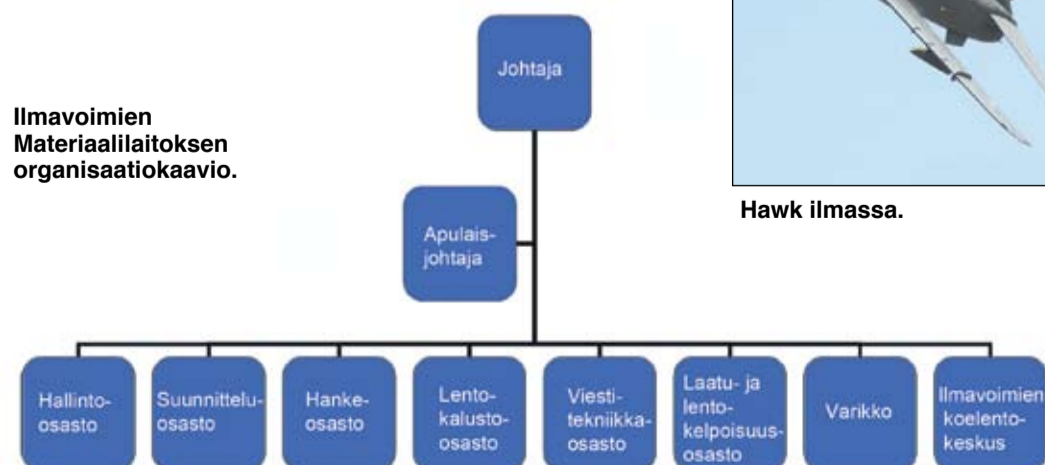 Ilmavoimien
Materiaalilaitoksen
organisaatiokaavio.
Johtaja
Hawk ilmassa.
Apulais-
johtaja
Hallinto-
osasto
Suunnittelu-
osasto
Hanke-
osasto
Lento-
kalusto-
osasto
Viesti-
tekniikka-
osasto
Laatu- ja
lento-
kelpoisuus-
osasto
Varikko
Ilmavoimien
koelento-
keskus